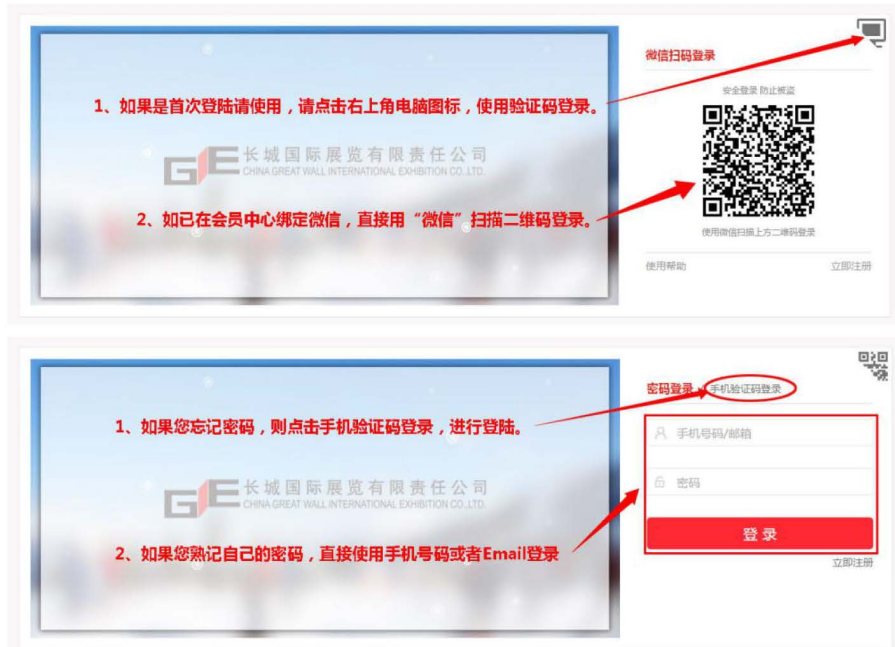 微信扫码登录
1、如果是首次登陆请使用，请点击右上角电脑图标，使用验证码登录。
安全登录 防止被盗
GIE 长城国际展览有限责任公司
CHINA GREAT WALL INTERNATIONAL EXHIBITION CO. LTD.
2、如已在会员中心绑定微信，直接用“微信”扫描二维码登录。
使用微信扫描上方二维码登录
使用帮助
立即注册
密码登录
手机验证码登录
1、如果您忘记密码，则点击手机验证码登录，进行登陆。
手机号码/邮箱
密码
GIE 长城国际展览有限责任公司
CHINA GREAT WALL INTERNATIONAL EXHIBITION CO. LTD.
登录
2、如果您熟记自己的密码，直接使用手机号码或者Email登录
立即注册